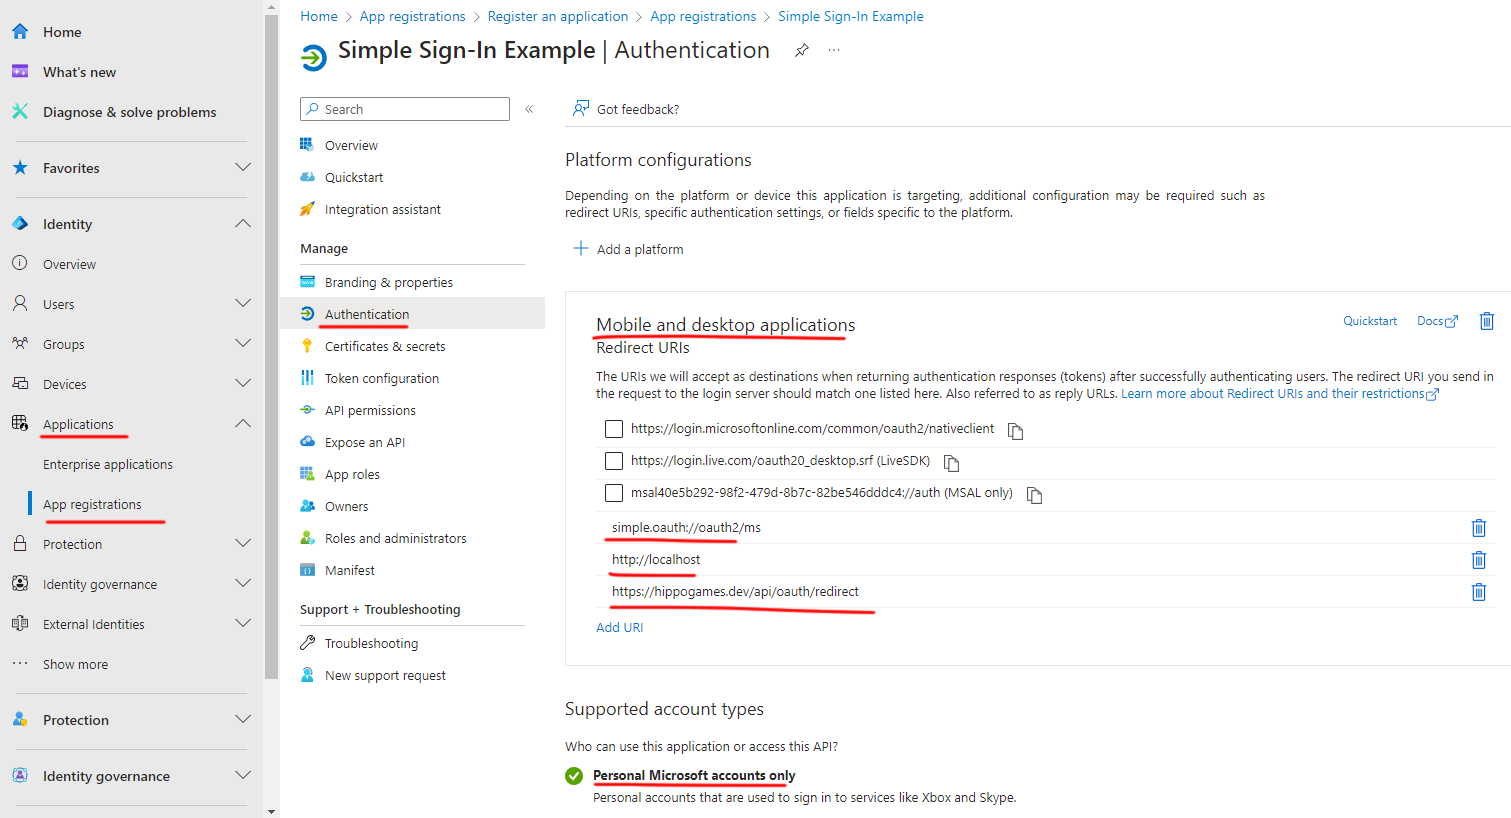 Home
What's new
Diagnose & solve problems
Favorites
Identity
Overview
Users
Groups
Devices
Applications
Enterprise applications
App registrations
Protection
Identity governance
External Identities
Show more
Protection
Identity governance
Home > App registrations > Register an application > App registrations > Simple Sign-In Example
Simple Sign-In Example | Authentication
Search
Overview
Quickstart
Integration assistant
Manage
Branding & properties
Authentication
Certificates & secrets
Token configuration
API permissions
Expose an API
App roles
Owners
Roles and administrators
Manifest
Support + Troubleshooting
Troubleshooting
New support request
Got feedback?
Platform configurations
Depending on the platform or device this application is targeting, additional configuration may be required such as
redirect URIs, specific authentication settings, or fields specific to the platform.
Add a platform
Mobile and desktop applications
Quickstart
Docs
Redirect URIs
The URIs we will accept as destinations when returning authentication responses (tokens) after successfully authenticating users. The redirect URI you send in
the request to the login server should match one listed here. Also referred to as reply URLs. Learn more about Redirect URIs and their restrictions
https://login.microsoftonline.com/common/oauth2/nativeclient
https://login.live.com/oauth20_desktop.srf (LiveSDK)
msal40e5b292-98f2-479d-8b7c-82be546dddc4://auth (MSAL only)
simple.oauth://oauth2/ms
http://localhost
https://hippogames.dev/api/oauth/redirect
Add URI
Supported account types
Who can use this application or access this API?
Personal Microsoft accounts only
Personal accounts that are used to sign in to services like Xbox and Skype.